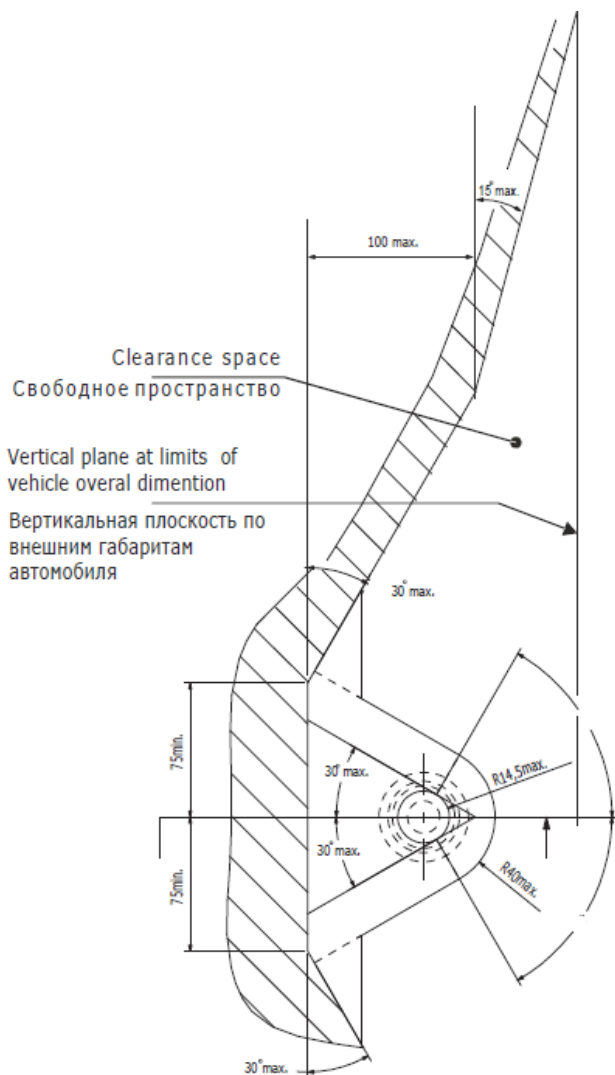 15° max.
100 max.
Clearance space
Свободное пространство
Vertical plane at limits of
vehicle overal dimention
Вертикальная плоскость по
внешним габаритам
автомобиля
30° max.
75min.
30° max.
R14,5max.
30° max.
75min.
R40max.
30° max.